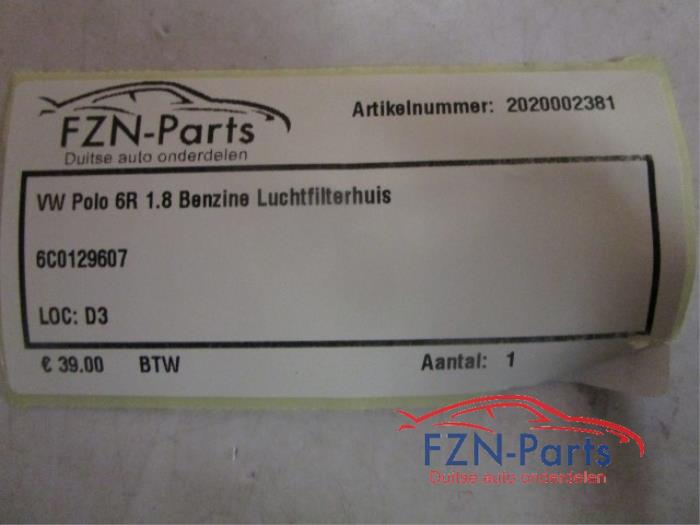 FZN-Parts
Duitse auto onderdelen
Artikelnummer: 2020002381
VW Polo 6R 1.8 Benzine Luchtfilterhuis
6C0129607
LOC: D3
€ 39.00 BTW Aantal: 1
FZN-Parts
Duitse auto onderdelen